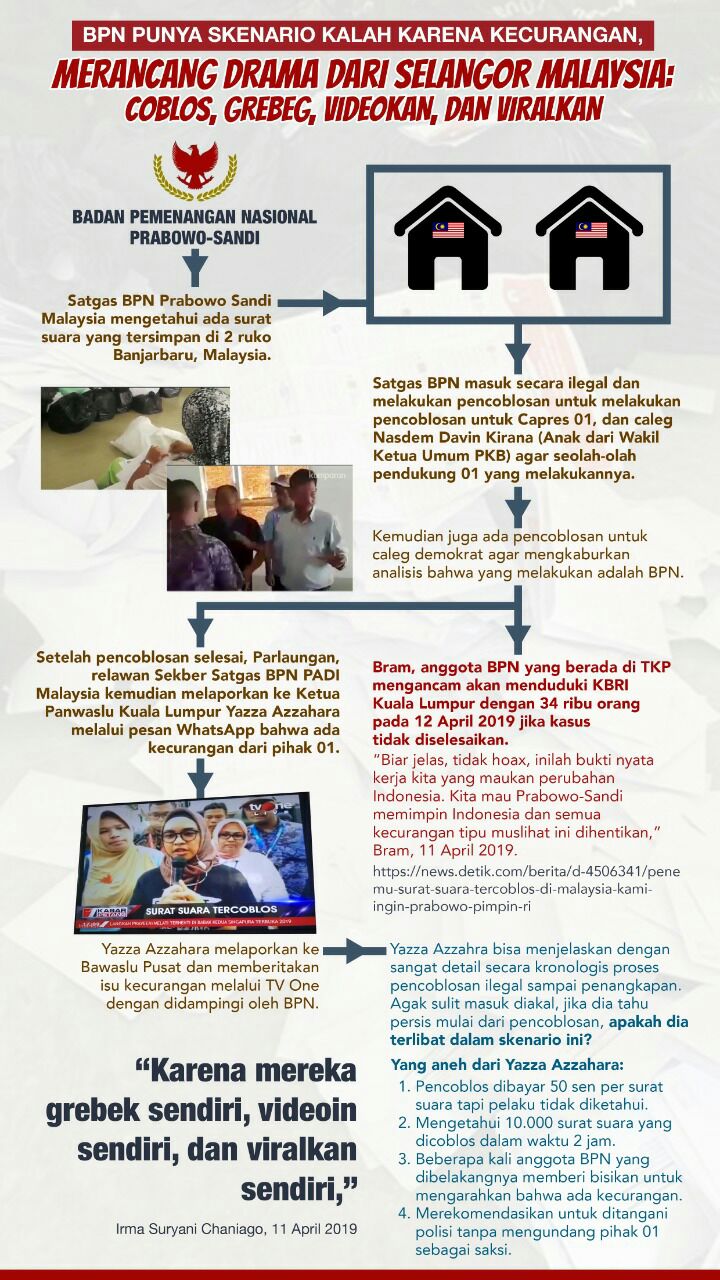 BPN PUNYA SKENARIO KALAH KARENA KECURANGAN,
MERANCANG DRAMA DARI SELANGOR MALAYSIA:
COBLOS, GREBEG, VIDEOKAN, DAN VIRALKAN
BADAN PEMENANGAN NASIONAL
PRABOWO-SANDI
Satgas BPN Prabowo Sandi
Malaysia mengetahui ada surat
suara yang tersimpan di 2 ruko
Banjarbaru, Malaysia.
Satgas BPN masuk secara ilegal dan
melakukan pencoblosan untuk melakukan
pencoblosan untuk Capres 01, dan caleg
Nasdem Davin Kirana (Anak dari Wakil
Ketua Umum PKB) agar seolah-olah
pendukung 01 yang melakukannya.
kumparan
Kemudian juga ada pencoblosan untuk
caleg demokrat agar mengkaburkan
analisis bahwa yang melakukan adalah BPN.
Setelah pencoblosan selesai, Parlaungan,
relawan Sekber Satgas BPN PADI
Malaysia kemudian melaporkan ke Ketua
Panwaslu Kuala Lumpur Yazza Azzahara
melalui pesan WhatsApp bahwa ada
kecurangan dari pihak 01.
Bram, anggota BPN yang berada di TKP
mengancam akan menduduki KBRI
Kuala Lumpur dengan 34 ribu orang
pada 12 April 2019 jika kasus
tidak diselesaikan.
"Biar jelas, tidak hoax, inilah bukti nyata
kerja kita yang maukan perubahan
Indonesia. Kita mau Prabowo-Sandi
memimpin Indonesia dan semua
kecurangan tipu muslihat ini dihentikan,"
Bram, 11 April 2019.
https://news.detik.com/berita/d-4506341/pene
mu-surat-suara-tercoblos-di-malaysia-kami-
ingin-prabowo-pimpin-ri
tvOne
LIVE
KABAR
PETANG
SURAT SUARA TERCOBLOS
Yazza Azzahara melaporkan ke
Bawaslu Pusat dan memberitakan
isu kecurangan melalui TV One
dengan didampingi oleh BPN.
Yazza Azzahra bisa menjelaskan dengan
sangat detail secara kronologis proses
pencoblosan ilegal sampai penangkapan.
Agak sulit masuk diakal, jika dia tahu
persis mulai dari pencoblosan, apakah dia
terlibat dalam skenario ini?
Yang aneh dari Yazza Azzahara:
1. Pencoblos dibayar 50 sen per surat
suara tapi pelaku tidak diketahui.
2. Mengetahui 10.000 surat suara yang
dicoblos dalam waktu 2 jam.
3. Beberapa kali anggota BPN yang
dibelakangnya memberi bisikan untuk
mengarahkan bahwa ada kecurangan.
4. Merekomendasikan untuk ditangani
polisi tanpa mengundang pihak 01
sebagai saksi.
"Karena mereka
grebek sendiri, videoin
sendiri, dan viralkan
sendiri,"
Irma Suryani Chaniago, 11 April 2019